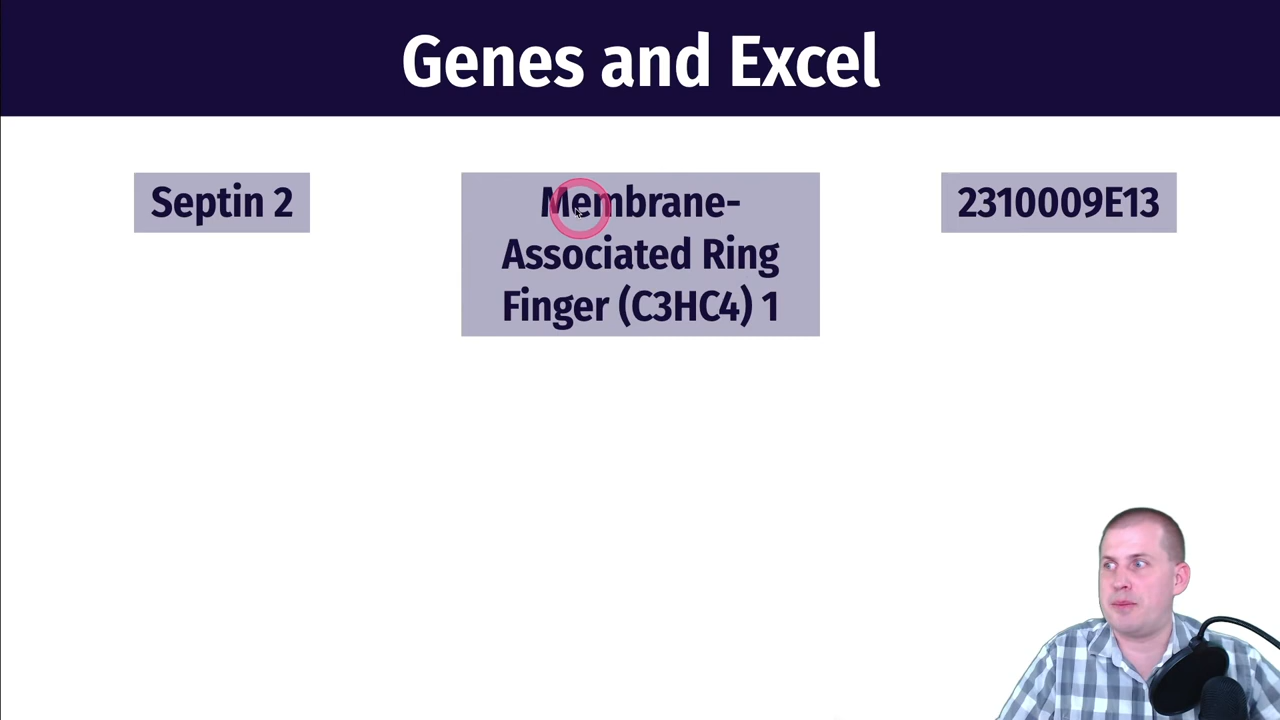 Genes and Excel
Septin 2
Membrane-
Associated Ring
Finger (C3HC4) 1
2310009E13